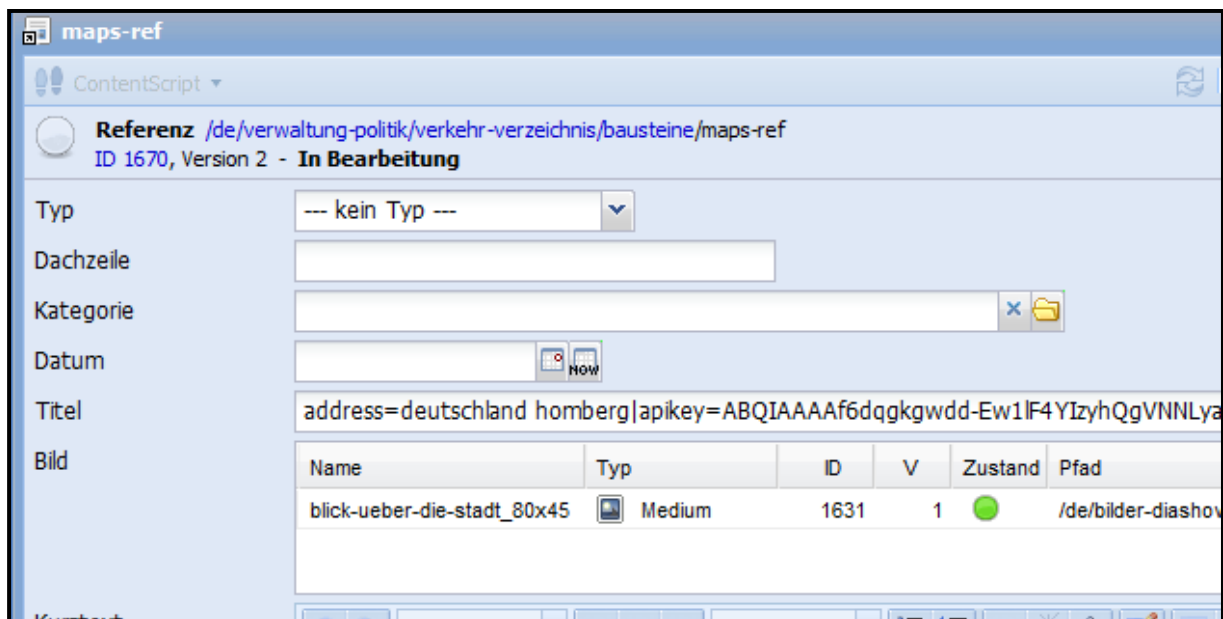 maps-ref
ContentScript
Referenz /de/verwaltung-politik/verkehr-verzeichnis/bausteine/maps-ref
ID 1670, Version 2 - In Bearbeitung
Typ --- kein Typ ---
Dachzeile
Kategorie
Datum NOW
Titel address=deutschland homberg|apikey=ABQIAAAAf6dqgkgwdd-Ew1lF4YIzyhQgVNNLya
Bild Name Typ ID V Zustand Pfad
blick-ueber-die-stadt_80x45 Medium 1631 1 /de/bilder-diashov